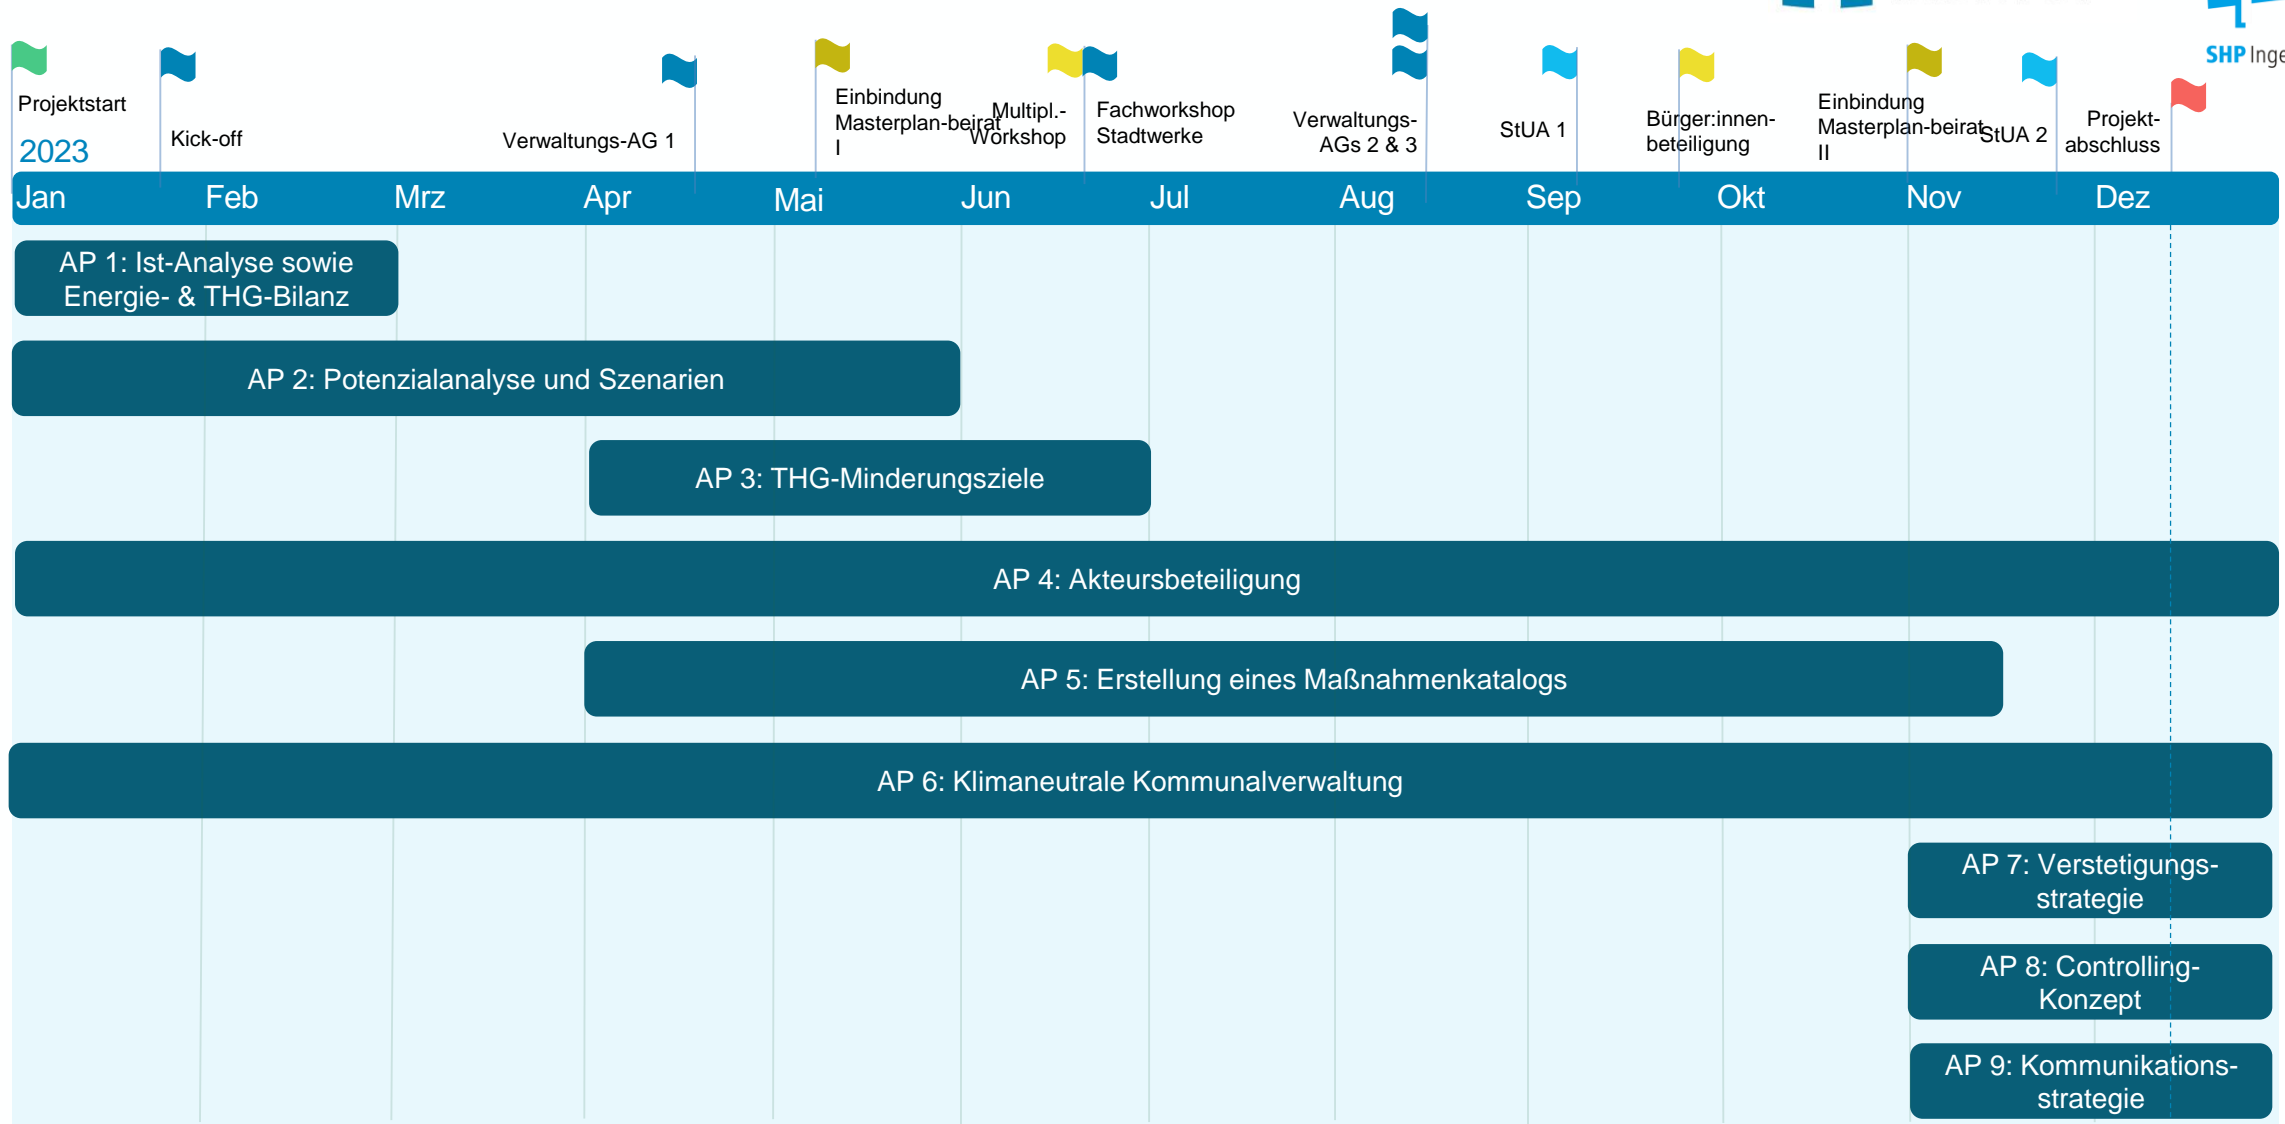 SHP Inge
Projektstart
2023
Kick-off
Verwaltungs-AG 1
Einbindung
Masterplan-beirat
I
Multipl.-
Workshop
Fachworkshop
Stadtwerke
Verwaltungs-
AGs 2 & 3
StUA 1
Bürger:innen-
beteiligung
Einbindung
Masterplan-beirat
II
StUA 2
Projekt-
abschluss
Jan Feb Mrz Apr Mai Jun Jul Aug Sep Okt Nov Dez
AP 1: Ist-Analyse sowie
Energie- & THG-Bilanz
AP 2: Potenzialanalyse und Szenarien
AP 3: THG-Minderungsziele
AP 4: Akteursbeteiligung
AP 5: Erstellung eines Maßnahmenkatalogs
AP 6: Klimaneutrale Kommunalverwaltung
AP 7: Verstetigungs-
strategie
AP 8: Controlling-
Konzept
AP 9: Kommunikations-
strategie